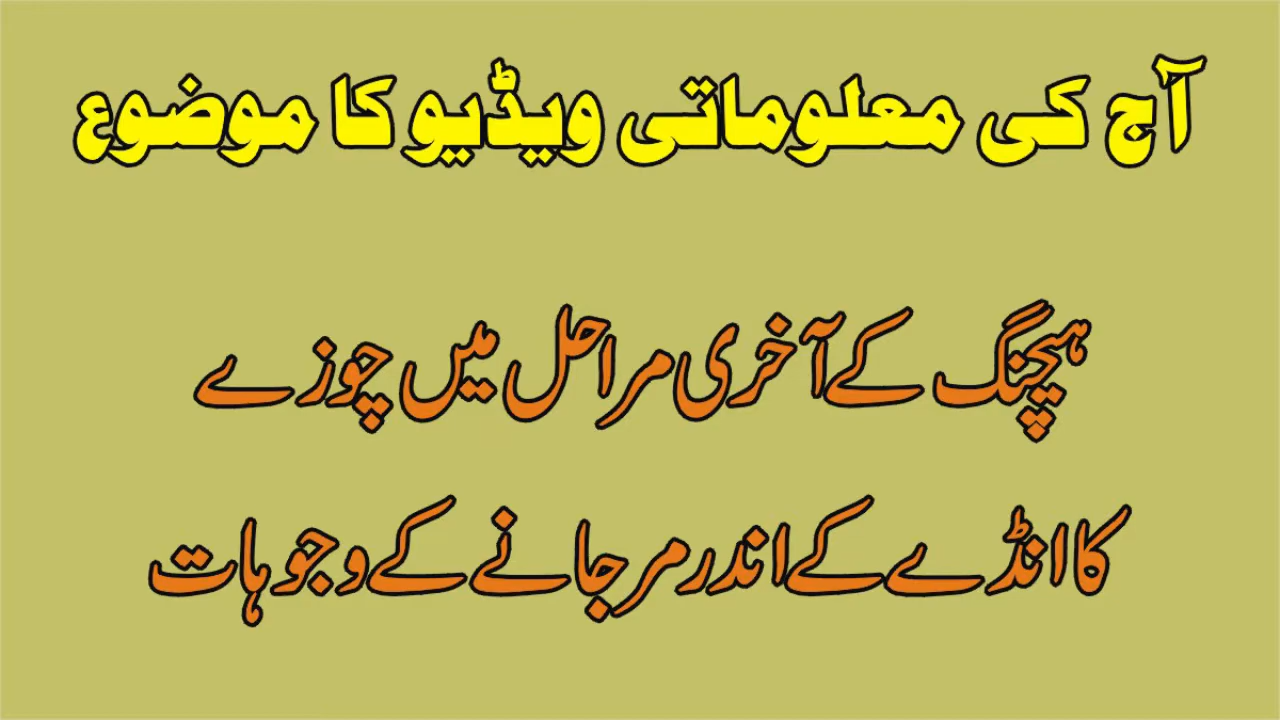 آج کی معلوماتی ویڈیو کا موضوع
ہیچنگ کے آخری مراحل میں چوزے
کا انڈے کے اندر مر جانے کے وجوہات